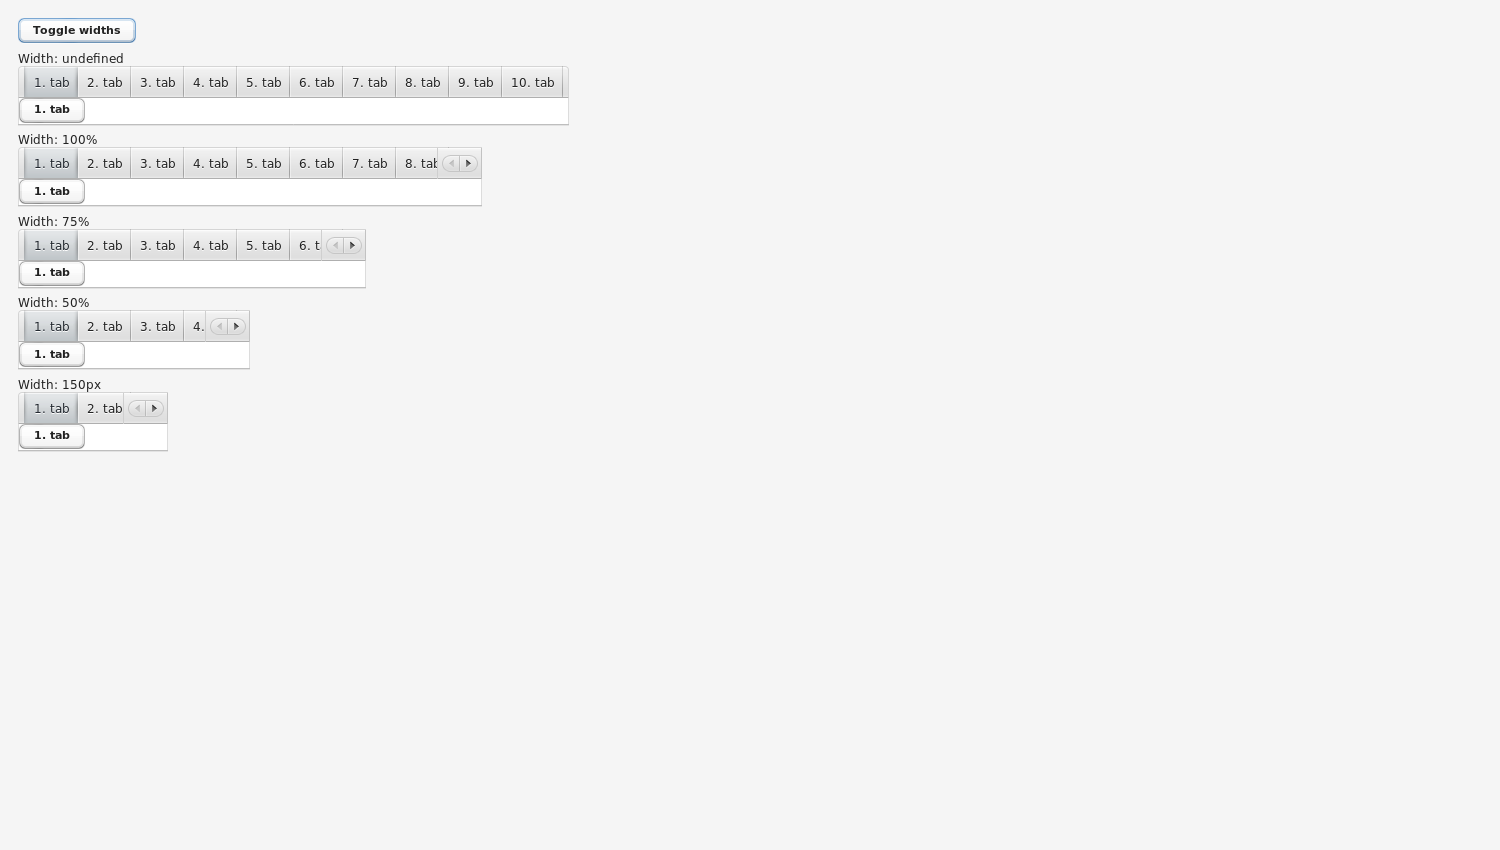 Toggle widths
Width: undefined
1. tab 2. tab 3. tab 4. tab 5. tab 6. tab 7. tab 8. tab 9. tab 10. tab
1. tab
Width: 100%
1. tab 2. tab 3. tab 4. tab 5. tab 6. tab 7. tab 8. tab
1. tab
Width: 75%
1. tab 2. tab 3. tab 4. tab 5. tab 6. t
1. tab
Width: 50%
1. tab 2. tab 3. tab 4.
1. tab
Width: 150px
1. tab 2. tab
1. tab